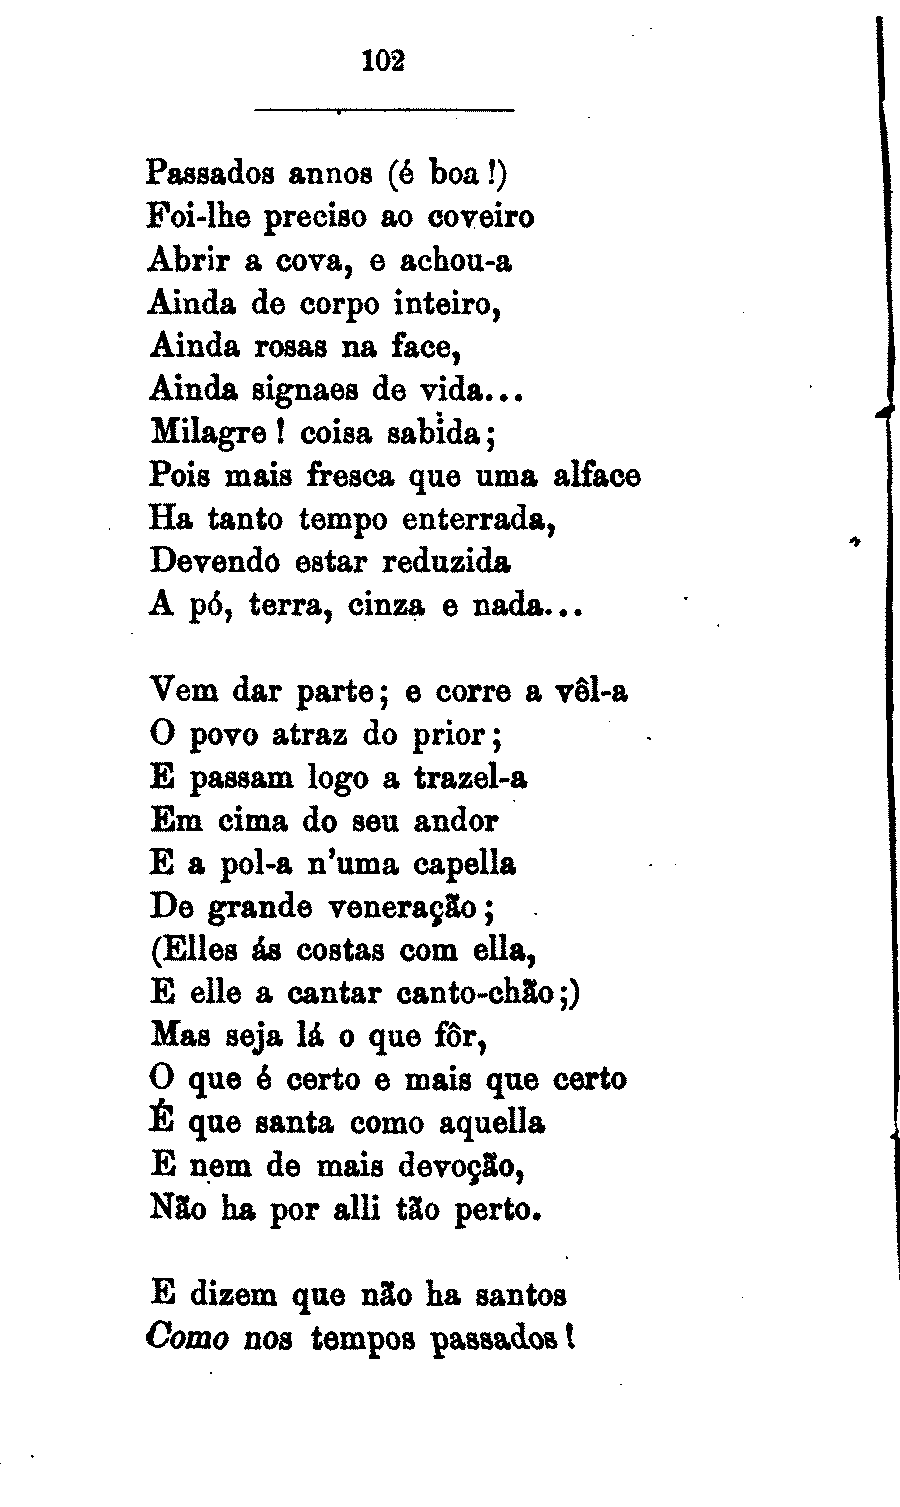 102
Passados annos (é boa!)
Foi-lhe preciso ao coveiro
Abrir a cova, e achou-a
Ainda de corpo inteiro,
Ainda rosas na face,
Ainda signaes de vida...
Milagre! coisa sabida;
Pois mais fresca que uma alface
Ha tanto tempo enterrada,
Devendo estar reduzida
A pó, terra, cinza e nada...
Vem dar parte; e corre a vêl-a
O povo atraz do prior;
E passam logo a trazel-a
Em cima do seu andor
E a pol-a n'uma capella
De grande veneração;
(Elles ás costas com ella,
E elle a cantar canto-chão;)
Mas seja lá o que fôr,
O que é certo e mais que certo
É que santa como aquella
E nem de mais devoção,
Não ha por alli tão perto.
E dizem que não ha santos
Como nos tempos passados!